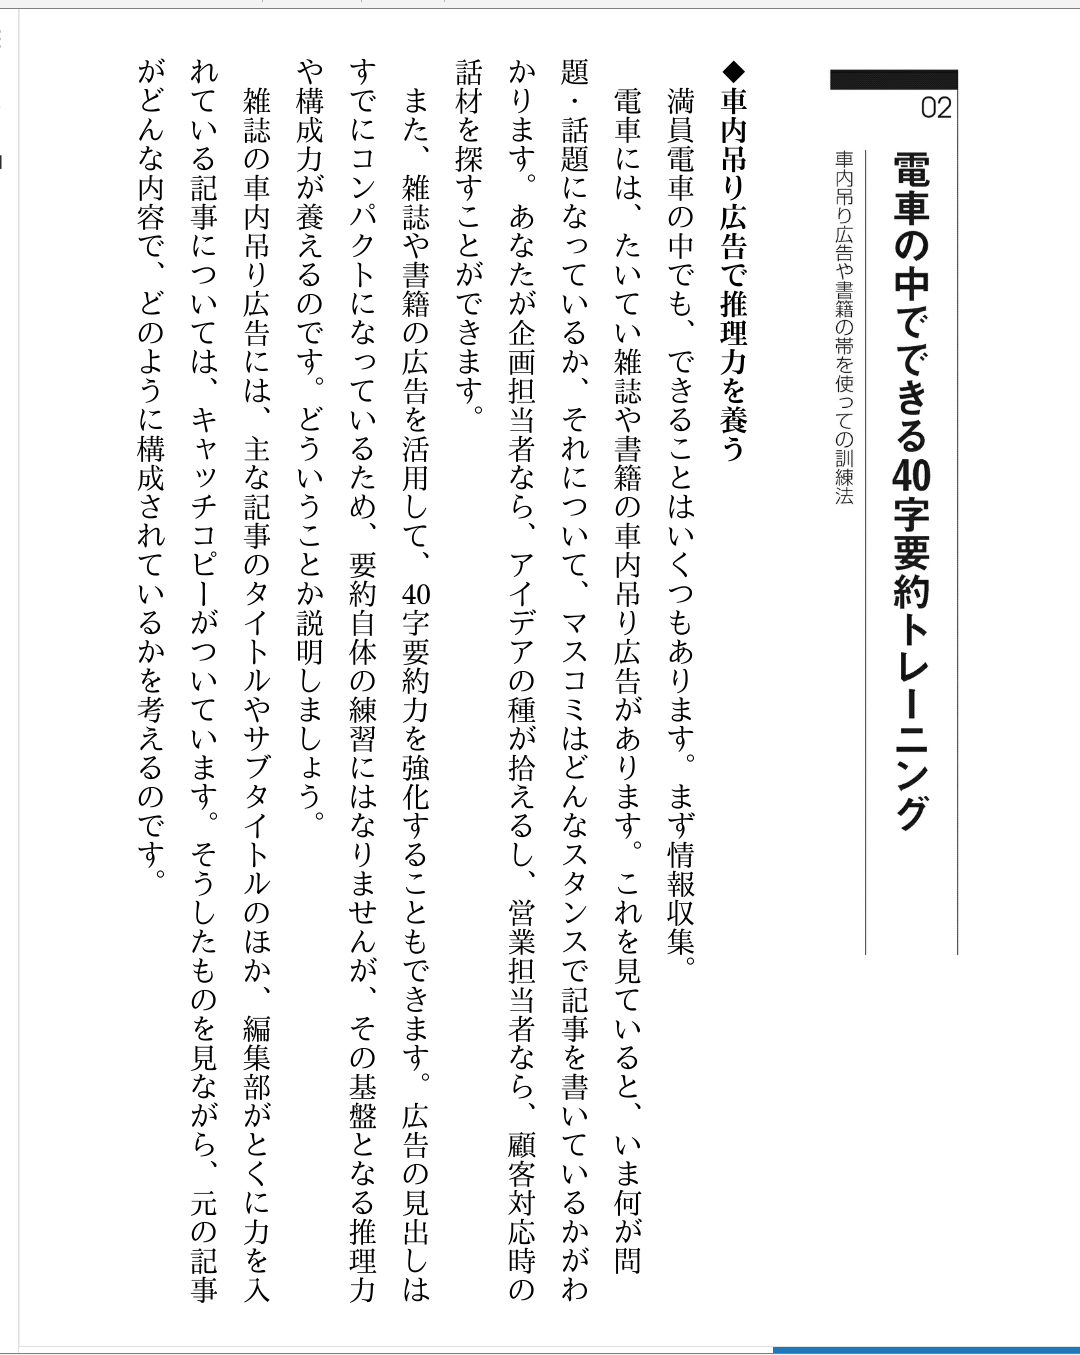 02
電車の中でできる40字要約トレーニング
車内吊り広告や書籍の帯を使っての訓練法
◆車内吊り広告で推理力を養う
満員電車の中でも、できることはいくつもあります。まず情報収集。
電車には、たいてい雑誌や書籍の車内吊り広告があります。これを見ていると、いま何が問
題・話題になっているか、それについて、マスコミはどんなスタンスで記事を書いているかがわ
かります。あなたが企画担当者なら、アイデアの種が拾えるし、営業担当者なら、顧客対応時の
話材を探すことができます。
また、雑誌や書籍の広告を活用して、40字要約力を強化することもできます。広告の見出しは
すでにコンパクトになっているため、要約自体の練習にはなりませんが、その基盤となる推理力
や構成力が養えるのです。どういうことか説明しましょう。
雑誌の車内吊り広告には、主な記事のタイトルやサブタイトルのほか、編集部がとくに力を入
れている記事については、キャッチコピーがついています。そうしたものを見ながら、元の記事
がどんな内容で、どのように構成されているかを考えるのです。